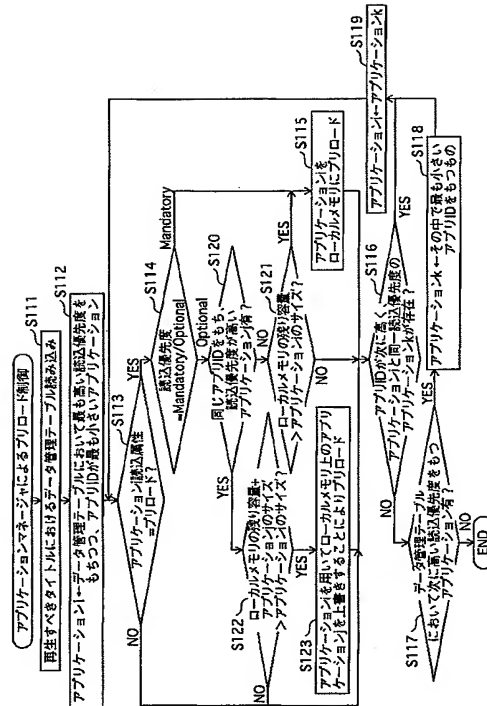 アプリケーションマネージャによるプリロード制御
S111
再生すべきタイトルにおけるデータ管理テーブル読み込み
S112
アプリケーションi←データ管理テーブルにおいて最も高い読込優先度を
もちつつ、アプリIDが最も小さいアプリケーション
S113
アプリケーションi読込属性
=プリロード?
NO
YES
S114
読込優先度
=Mandatory/Optional
Mandatory
Optional
S120
同じアプリIDをもち、
読込優先度が高い
アプリケーションj有?
NO
S121
ローカルメモリの残り容量
>アプリケーションiのサイズ?
YES
NO
S115
アプリケーションiを
ローカルメモリにプリロード
S122
ローカルメモリの残り容量+
アプリケーションjのサイズ
>アプリケーションiのサイズ?
NO
YES
S123
アプリケーションiを用いてローカルメモリ上のアプリ
ケーションjを上書きすることによりプリロード
S116
アプリIDが次に高く
アプリケーションiと同一読込優先度の
アプリケーションkが存在?
YES
NO
S117
データ管理テーブル
において次に高い読込優先度をもつ
アプリケーション有?
YES
NO
S118
アプリケーションk←その中で最も小さい
アプリIDをもつもの
S119
アプリケーションi←アプリケーションk
END